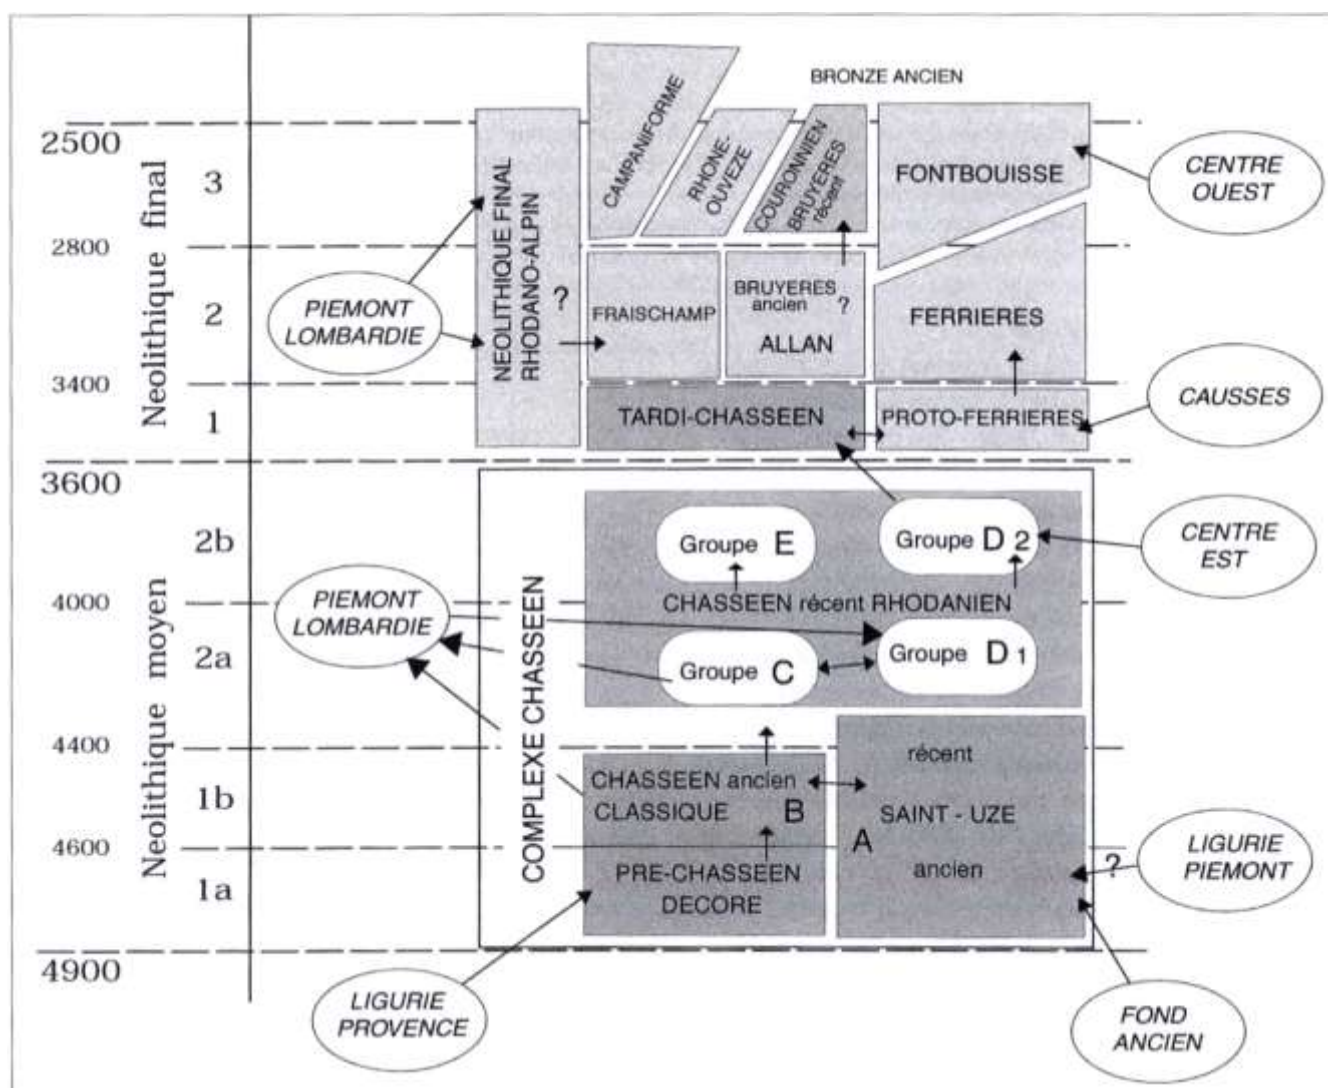 BRONZE ANCIEN
2500
Neolithique final
3
CAMPANIFORME
RHONE-
OUVEZE
COURONNIEN
BRUYERES
récent
FONTBOUISSE
CENTRE
OUEST
2800
NEOLITHIQUE FINAL
RHODANO-ALPIN
?
PIEMONT
LOMBARDIE
2
FRAISCHAMP
BRUYERES
ancien ?
ALLAN
FERRIERES
3400
1
TARDI-CHASSEEN
PROTO-FERRIERES
CAUSSES
3600
Neolithique moyen
2b
COMPLEXE CHASSEEN
Groupe E
Groupe D 2
CENTRE
EST
4000
PIEMONT
LOMBARDIE
CHASSEEN récent RHODANIEN
2a
Groupe C
Groupe D 1
4400
récent
1b
CHASSEEN ancien
CLASSIQUE B
SAINT - UZE
A
4600
1a
PRE-CHASSEEN
DECORE
ancien
?
LIGURIE
PIEMONT
4900
LIGURIE
PROVENCE
FOND
ANCIEN